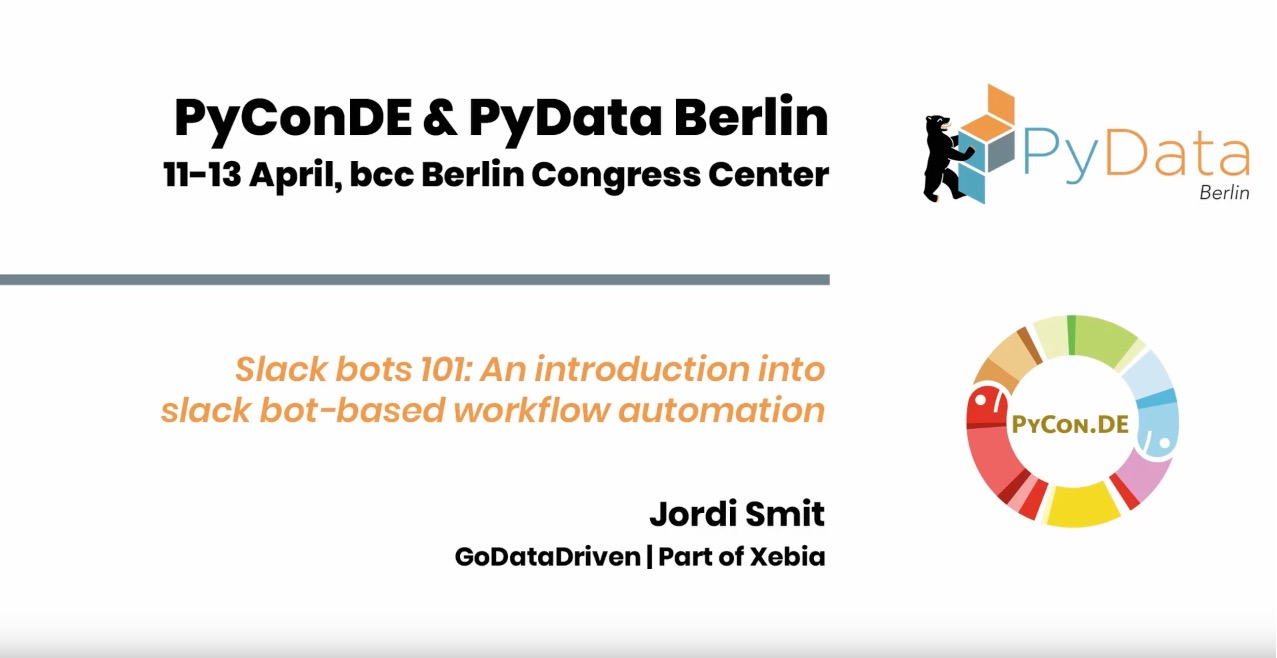 PyConDE & PyData Berlin
11-13 April, bcc Berlin Congress Center
PyData
Berlin
Slack bots 101: An introduction into
slack bot-based workflow automation
PyCon.DE
Jordi Smit
GoDataDriven | Part of Xebia